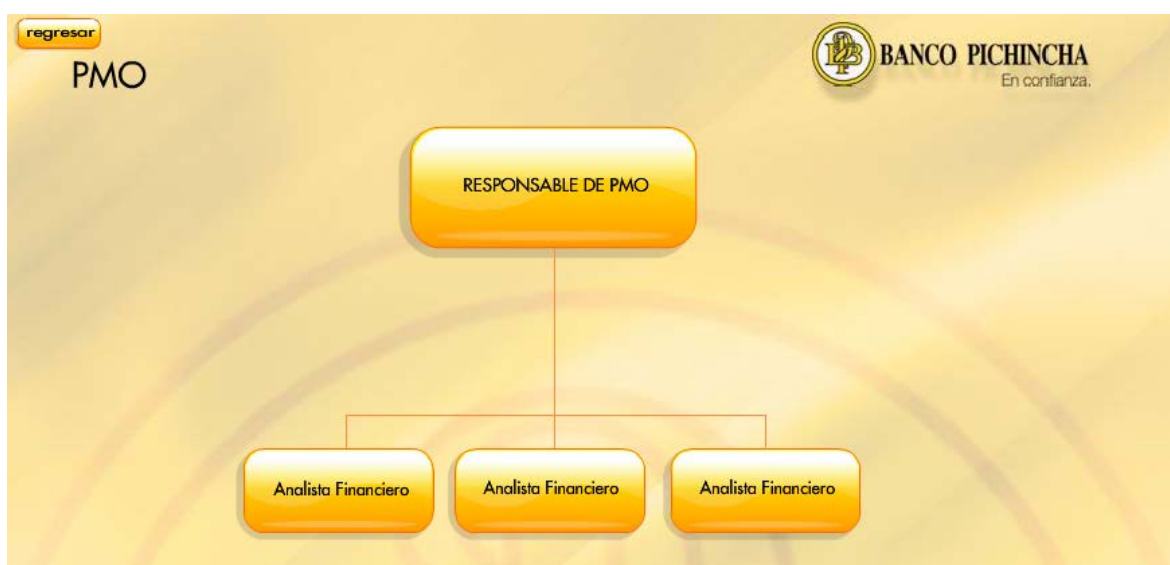 regresar
PMO
BANCO PICHINCHA
En confianza.
RESPONSABLE DE PMO
Analista Financiero
Analista Financiero
Analista Financiero